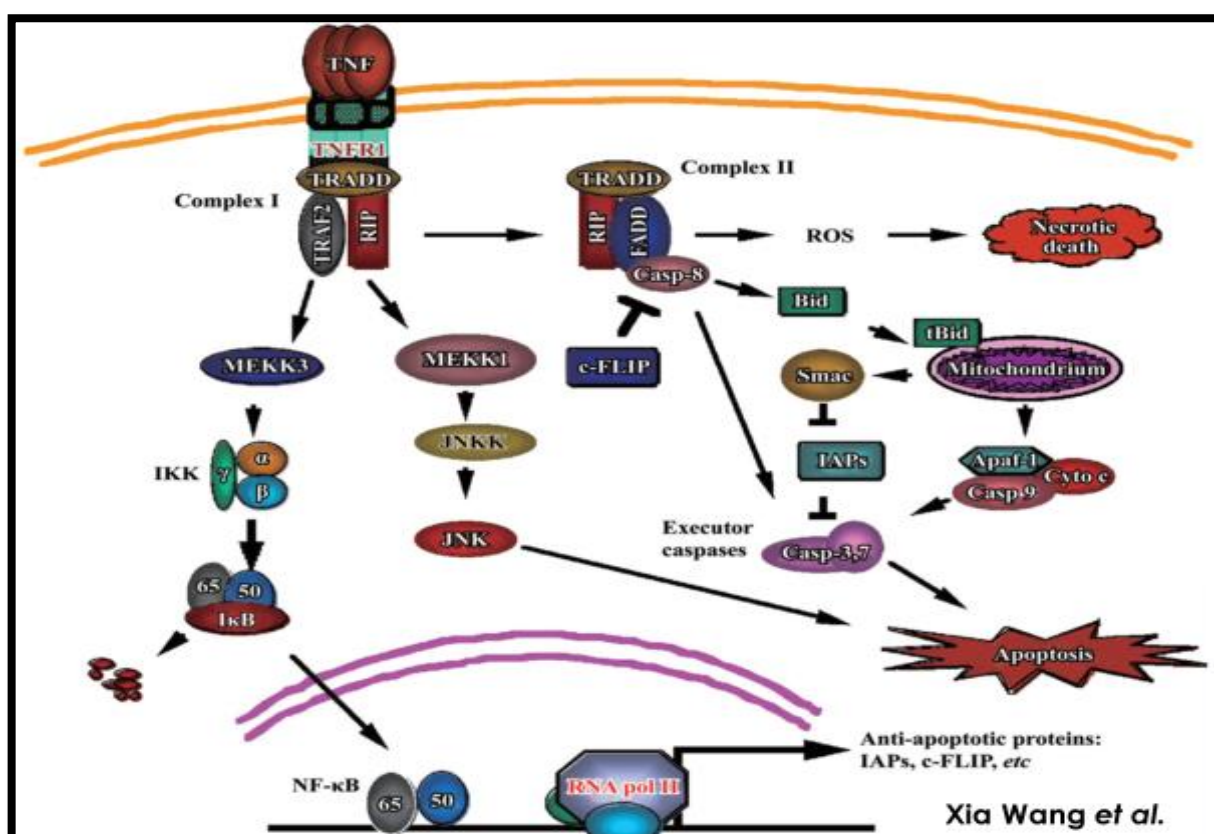 TNF
TNFR1
TRADD
Complex I
TRAF2
RIP
TRADD
Complex II
RIP
FADD
Casp-8
ROS
Necrotic
death
Bid
tBid
Mitochondrium
MEKK3
MEKK1
c-FLIP
Smac
JNKK
IAPs
Apaf-1
Cyto c
Casp 9
IKK
γ
α
β
JNK
Executor
caspases
Casp-3,7
65
50
IκB
Apoptosis
NF-κB
65
50
RNA pol II
Anti-apoptotic proteins:
IAPs, c-FLIP, etc
Xia Wang et al.